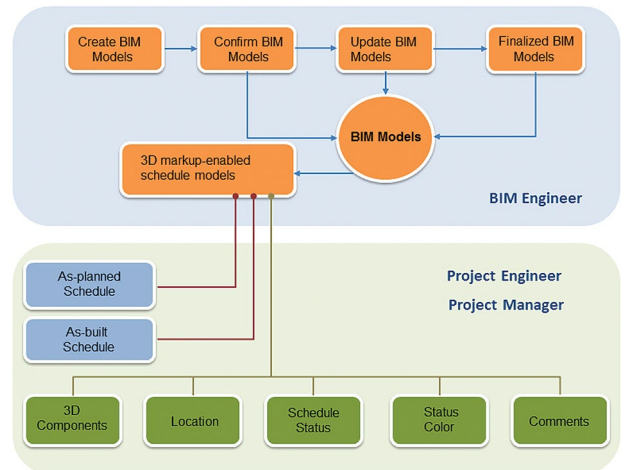 Create BIM
Models
Confirm BIM
Models
Update BIM
Models
Finalized BIM
Models
BIM Models
3D markup-enabled
schedule models
BIM Engineer
As-planned
Schedule
Project Engineer
Project Manager
As-built
Schedule
3D
Components
Location
Schedule
Status
Status
Color
Comments